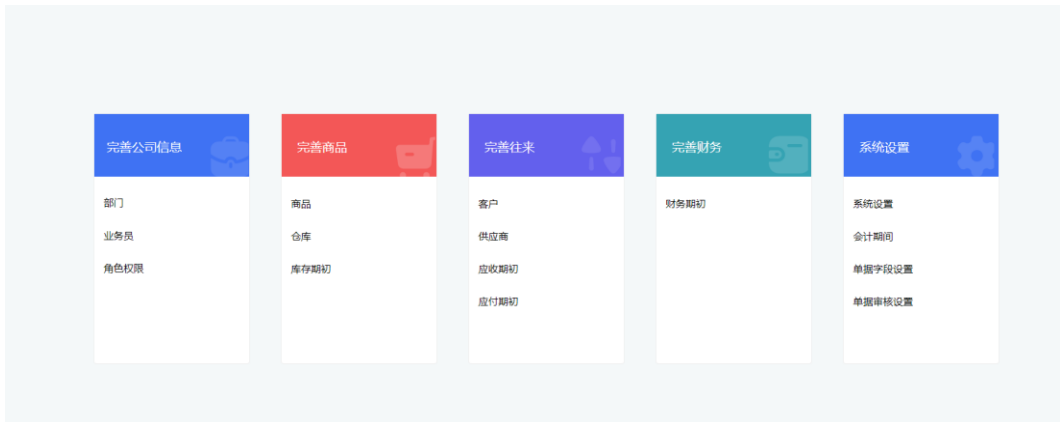 完善公司信息
部门
业务员
角色权限
完善商品
商品
仓库
库存期初
完善往来
客户
供应商
应收期初
应付期初
完善财务
财务期初
系统设置
系统设置
会计期间
单据字段设置
单据审核设置